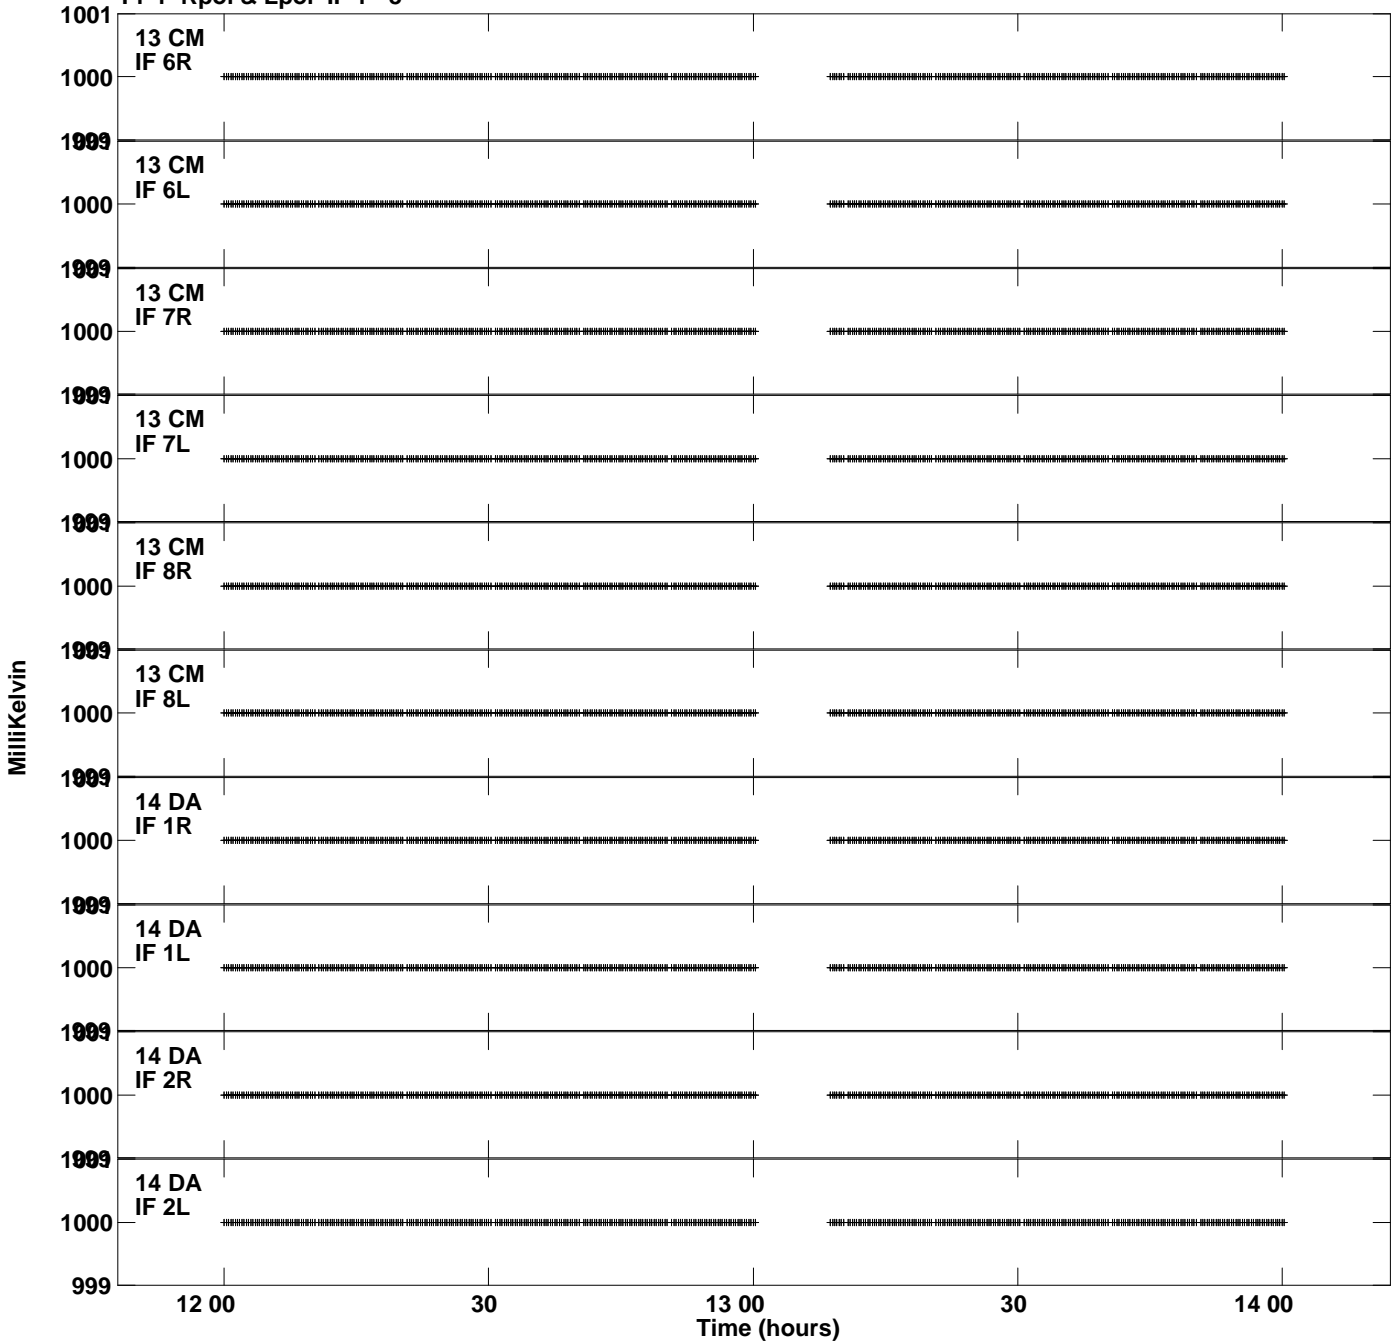 1001
13 CM
IF 6R
1000
13 CM
IF 6L
1000
13 CM
IF 7R
1000
13 CM
IF 7L
1000
13 CM
IF 8R
1000
13 CM
IF 8L
1000
14 DA
IF 1R
1000
14 DA
IF 1L
1000
14 DA
IF 2R
1000
14 DA
IF 2L
1000
999
MilliKelvin
12 00 30 13 00 30 14 00
Time (hours)